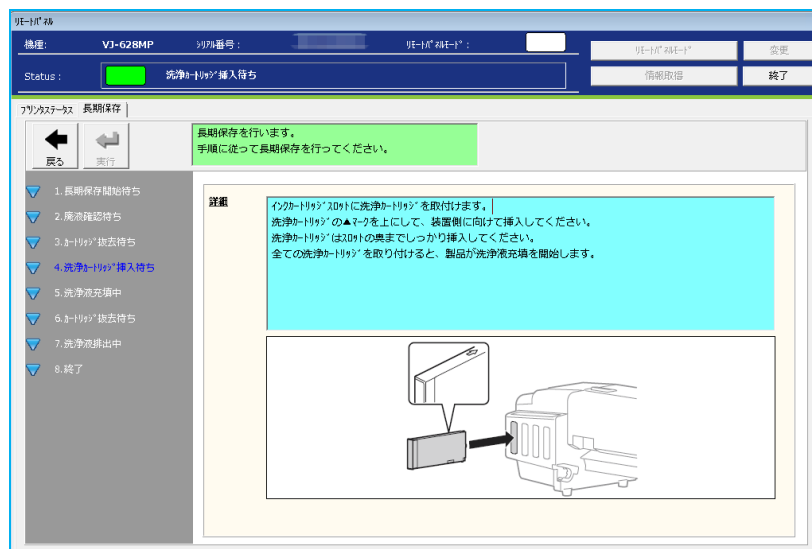 ﾘﾓｰﾄﾊﾟﾈﾙ
機種: VJ-628MP ｼﾘｱﾙ番号: ﾘﾓｰﾄﾊﾟﾈﾙﾓｰﾄﾞ: ﾘﾓｰﾄﾊﾟﾈﾙﾓｰﾄﾞ 変更
Status: 洗浄ｶｰﾄﾘｯｼﾞ挿入待ち 情報取得 終了
ﾌﾟﾘﾝﾀｽﾃｰﾀｽ 長期保存
戻る 実行
長期保存を行います。
手順に従って長期保存を行ってください。
1.長期保存開始待ち
2.廃液確認待ち
3.ｶｰﾄﾘｯｼﾞ抜去待ち
4.洗浄ｶｰﾄﾘｯｼﾞ挿入待ち
5.洗浄液充填中
6.ｶｰﾄﾘｯｼﾞ抜去待ち
7.洗浄液排出中
8.終了
詳細
ｲﾝｸｶｰﾄﾘｯｼﾞｽﾛｯﾄに洗浄ｶｰﾄﾘｯｼﾞを取付けます。
洗浄ｶｰﾄﾘｯｼﾞの▲ﾏｰｸを上にして、装置側に向けて挿入してください。
洗浄ｶｰﾄﾘｯｼﾞはｽﾛｯﾄの奥までしっかり挿入してください。
全ての洗浄ｶｰﾄﾘｯｼﾞを取り付けると、製品が洗浄液充填を開始します。